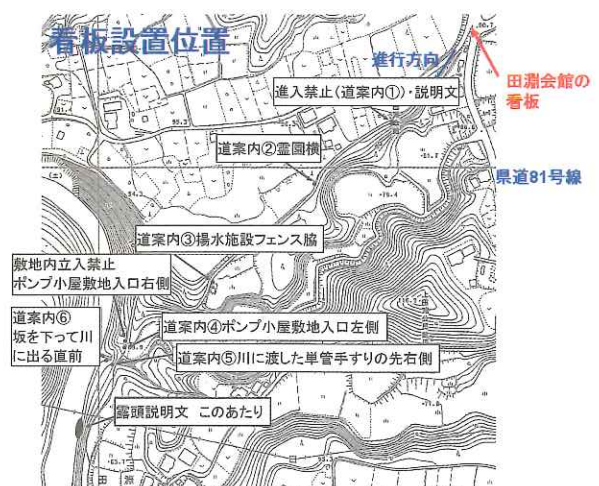 看板設置位置
進行方向
進入禁止(道案内①)・説明文
田淵会館の
看板
道案内②霊園横
県道81号線
道案内③揚水施設フェンス脇
敷地内立入禁止
ポンプ小屋敷地入口右側
道案内⑥
坂を下って川
に出る直前
道案内④ポンプ小屋敷地入口左側
道案内⑤川に渡した単管手すりの先右側
露頭説明文 このあたり